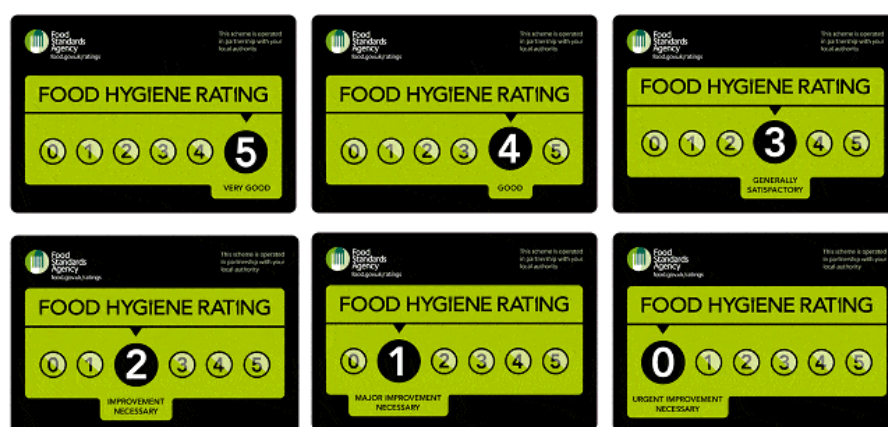 Food
Standards
Agency
food.gov.uk/ratings
This scheme is operated
in partnership with your
local authority
FOOD HYGIENE RATING
0 1 2 3 4 5
VERY GOOD
Food
Standards
Agency
food.gov.uk/ratings
This scheme is operated
in partnership with your
local authority
FOOD HYGIENE RATING
0 1 2 3 4 5
GOOD
Food
Standards
Agency
food.gov.uk/ratings
This scheme is operated
in partnership with your
local authority
FOOD HYGIENE RATING
0 1 2 3 4 5
GENERALLY
SATISFACTORY
Food
Standards
Agency
food.gov.uk/ratings
This scheme is operated
in partnership with your
local authority
FOOD HYGIENE RATING
0 1 2 3 4 5
IMPROVEMENT
NECESSARY
Food
Standards
Agency
food.gov.uk/ratings
This scheme is operated
in partnership with your
local authority
FOOD HYGIENE RATING
0 1 2 3 4 5
MAJOR IMPROVEMENT
NECESSARY
Food
Standards
Agency
food.gov.uk/ratings
This scheme is operated
in partnership with your
local authority
FOOD HYGIENE RATING
0 1 2 3 4 5
URGENT IMPROVEMENT
NECESSARY